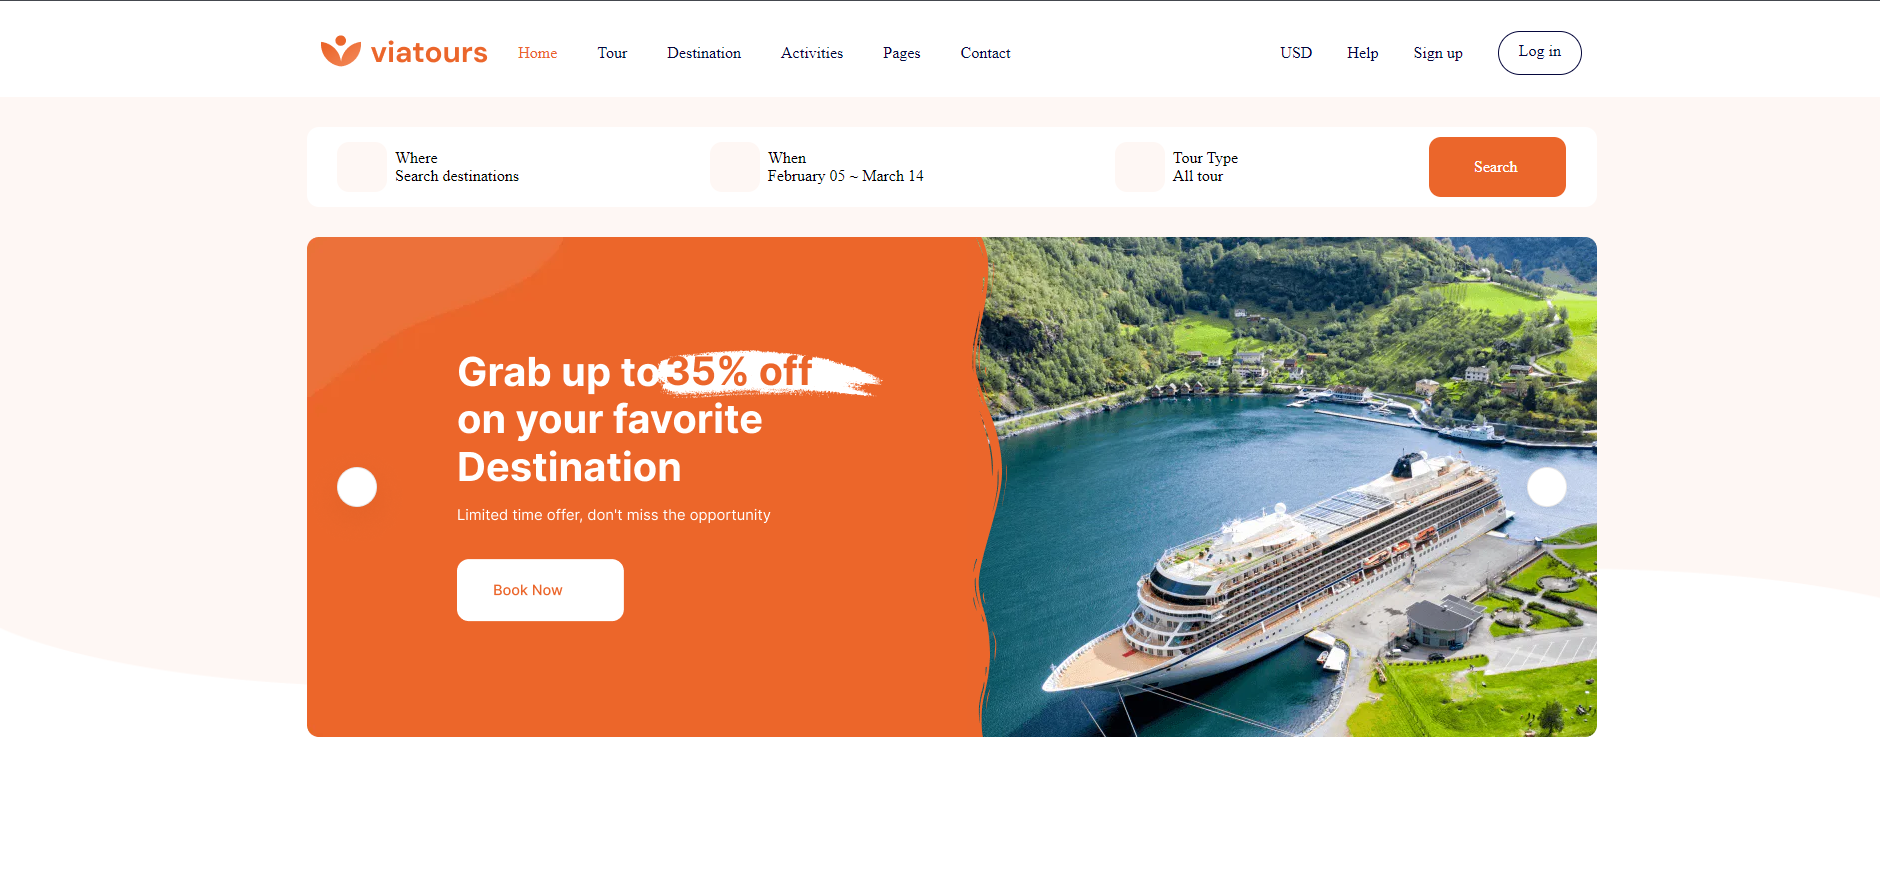 viatours Home Tour Destination Activities Pages Contact USD Help Sign up Log in
Where
Search destinations
When
February 05 ~ March 14
Tour Type
All tour
Search
Grab up to 35% off
on your favorite
Destination
Limited time offer, don't miss the opportunity
Book Now